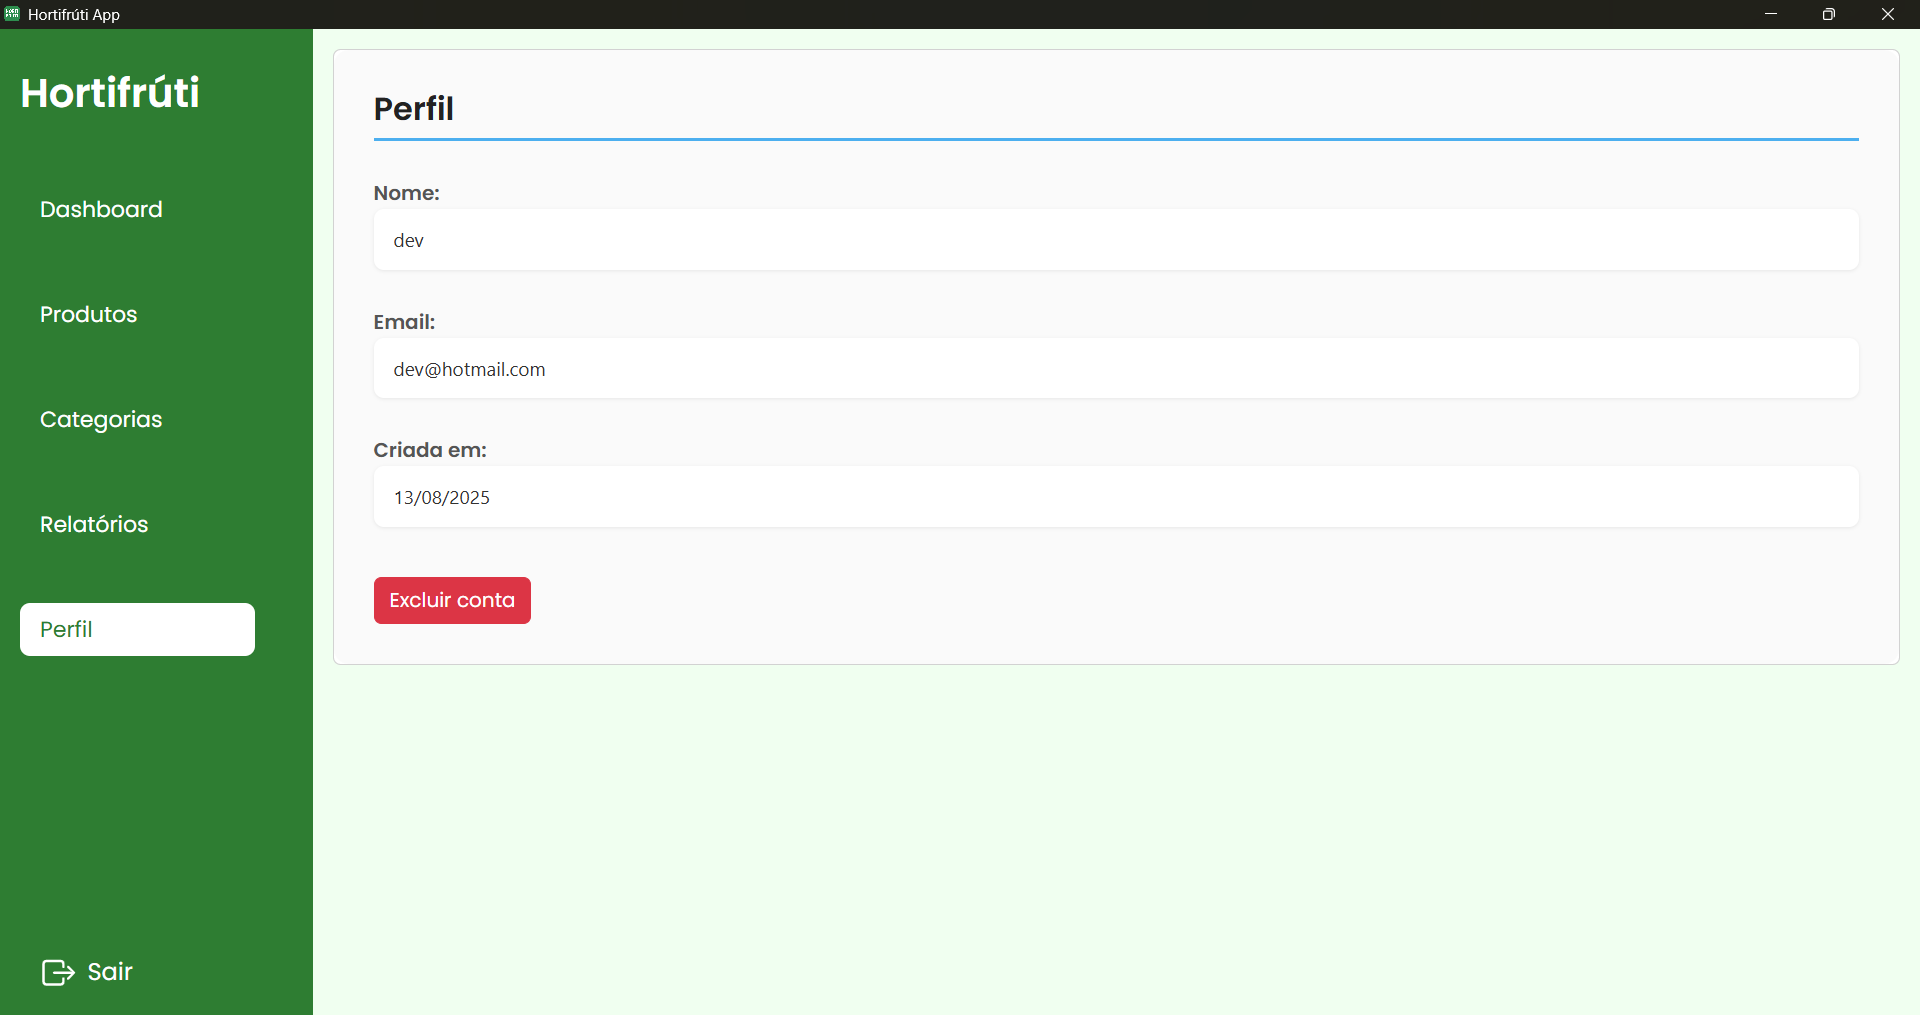 Hortifrúti App
Hortifrúti
Dashboard
Produtos
Categorias
Relatórios
Perfil
Sair
Perfil
Nome:
dev
Email:
dev@hotmail.com
Criada em:
13/08/2025
Excluir conta